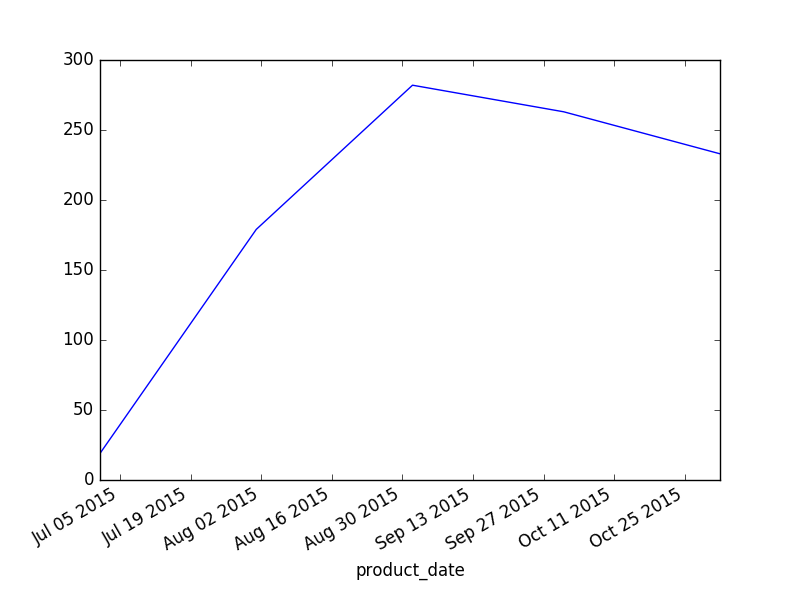 300
250
200
150
100
50
0
Jul 05 2015
Jul 19 2015
Aug 02 2015
Aug 16 2015
Aug 30 2015
Sep 13 2015
Sep 27 2015
Oct 11 2015
Oct 25 2015
product_date